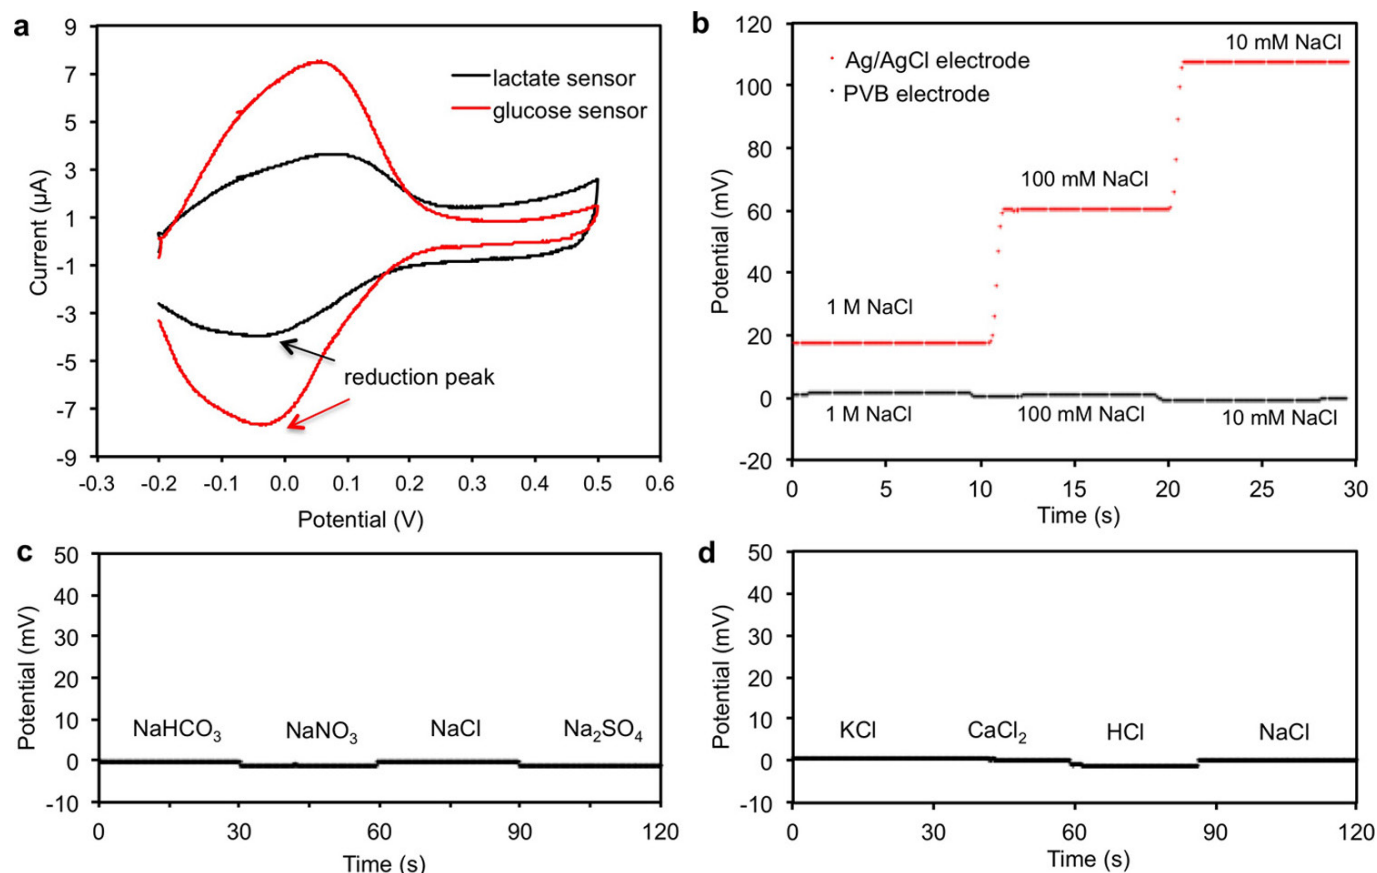 a
9
7
5
3
1
-1
-3
-5
-7
-9
Current (µA)
lactate sensor
glucose sensor
reduction peak
-0.3 -0.2 -0.1 0.0 0.1 0.2 0.3 0.4 0.5 0.6
Potential (V)
b
120
100
80
60
40
20
0
-20
Potential (mV)
Ag/AgCl electrode
PVB electrode
10 mM NaCl
100 mM NaCl
1 M NaCl
1 M NaCl 100 mM NaCl 10 mM NaCl
0 5 10 15 20 25 30
Time (s)
c
50
40
30
20
10
0
-10
Potential (mV)
NaHCO₃ NaNO₃ NaCl Na₂SO₄
0 30 60 90 120
Time (s)
d
50
40
30
20
10
0
-10
Potential (mV)
KCl CaCl₂ HCl NaCl
0 30 60 90 120
Time (s)